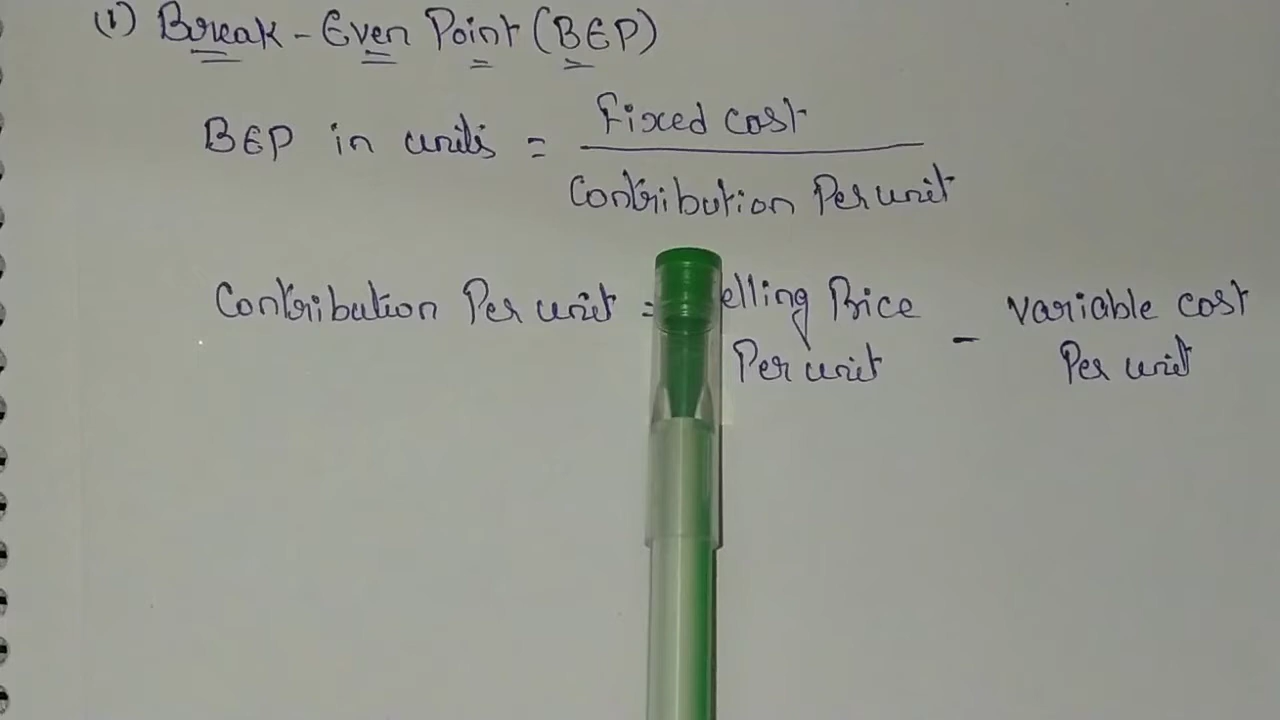 (1) Break-Even Point (BEP)
BEP in units = Fixed cost
Contribution Per unit
Contribution Per unit = elling Price - variable cost
Per unit Per unit